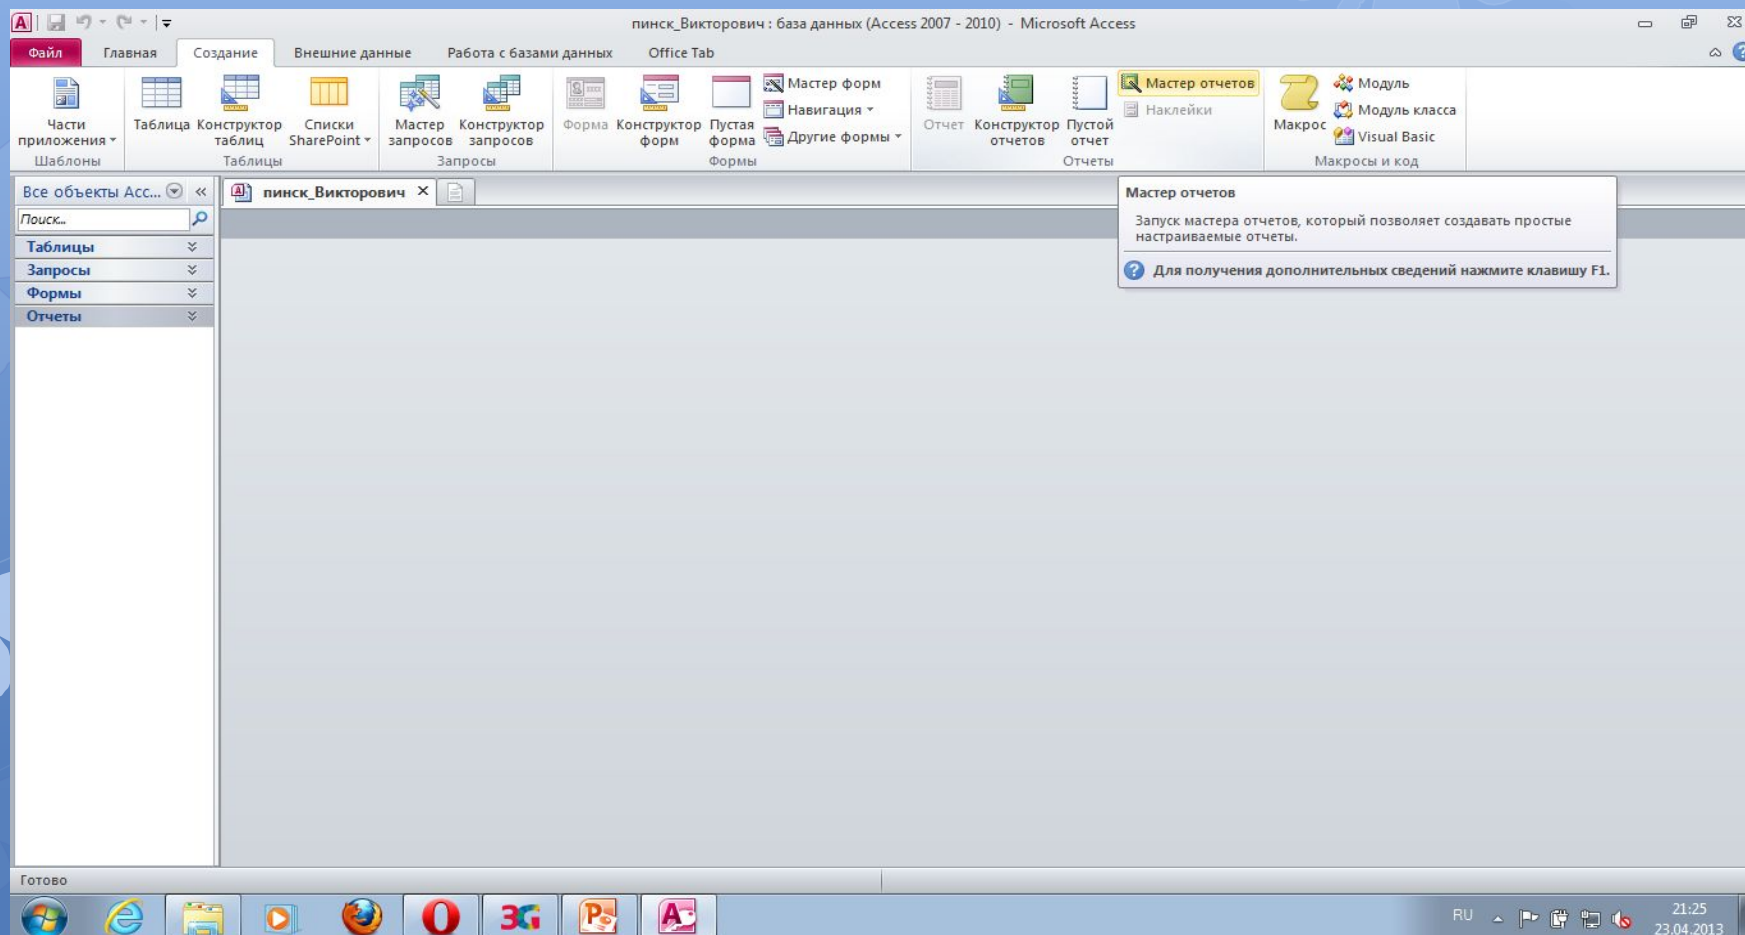 пинск_Викторович : база данных (Access 2007 - 2010) - Microsoft Access
Файл Главная Создание Внешние данные Работа с базами данных Office Tab
Части приложения
Шаблоны
Таблица
Конструктор таблиц
Списки SharePoint
Таблицы
Мастер запросов
Конструктор запросов
Запросы
Форма
Конструктор форм
Пустая форма
Мастер форм
Навигация
Другие формы
Формы
Отчет
Конструктор отчетов
Пустой отчет
Мастер отчетов
Наклейки
Отчеты
Макрос
Модуль
Модуль класса
Visual Basic
Макросы и код
Все объекты Acc...
Поиск...
Таблицы
Запросы
Формы
Отчеты
пинск_Викторович
Мастер отчетов
Запуск мастера отчетов, который позволяет создавать простые
настраиваемые отчеты.
Для получения дополнительных сведений нажмите клавишу F1.
Готово
RU
21:25
23.04.2013